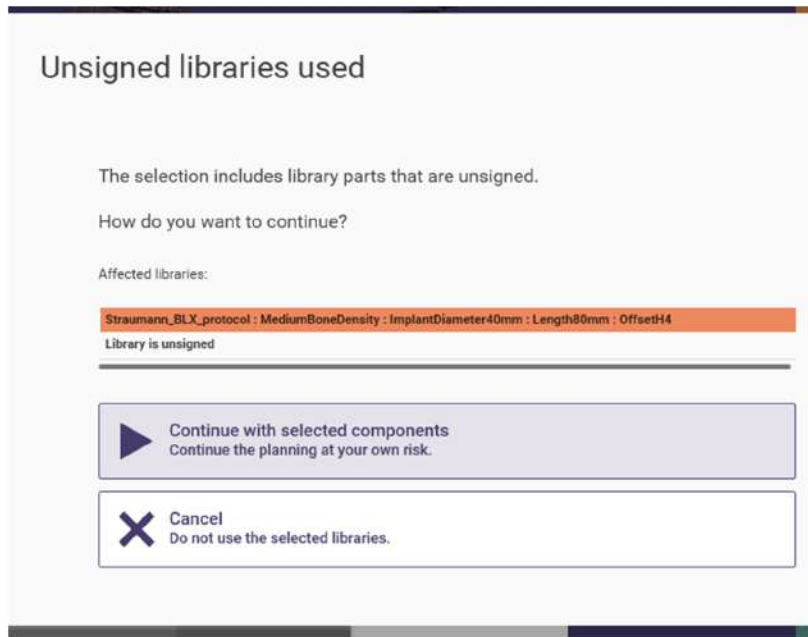 Unsigned libraries used
The selection includes library parts that are unsigned.
How do you want to continue?
Affected libraries:
Straumann_BLX_protocol : MediumBoneDensity : ImplantDiameter40mm : Length80mm : OffsetH4
Library is unsigned
Continue with selected components
Continue the planning at your own risk.
Cancel
Do not use the selected libraries.